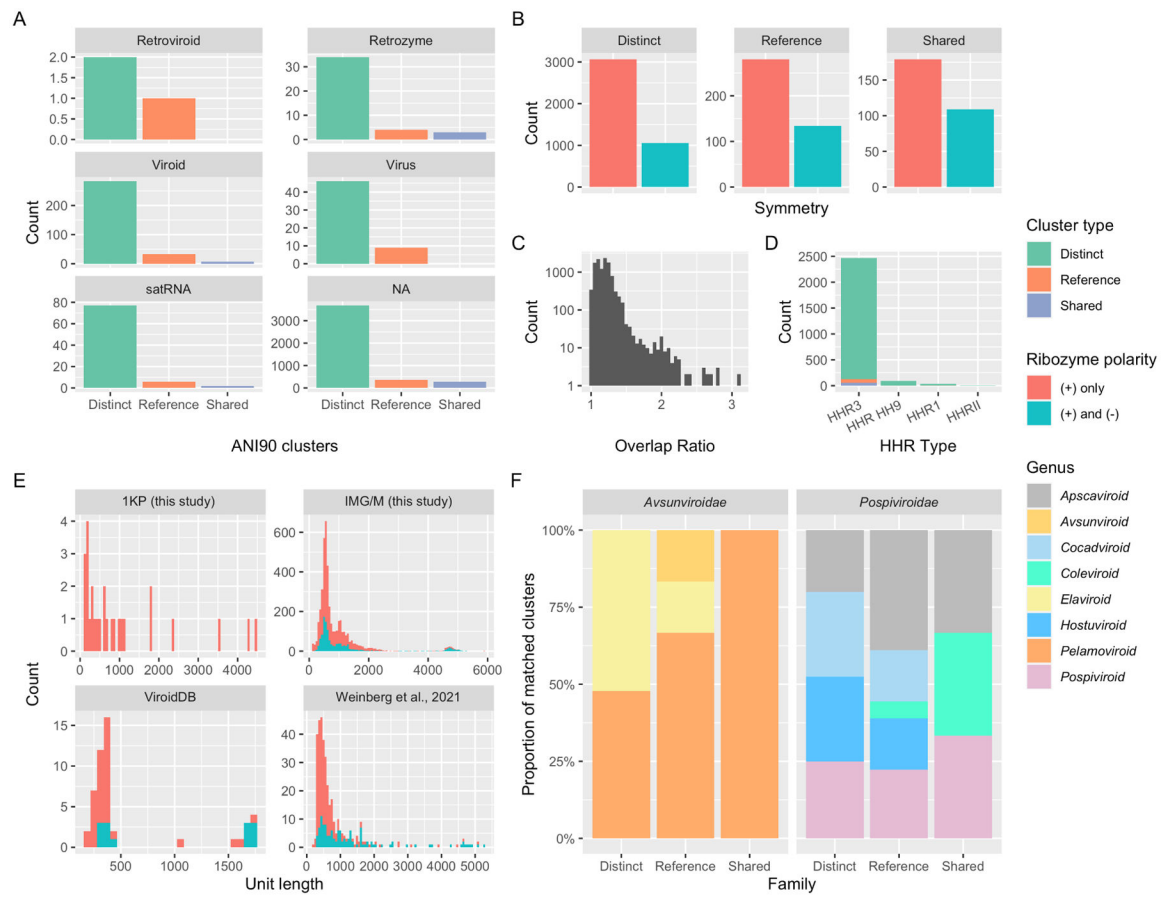 A
Retroviroid
Retrozyme
2.0
1.5
1.0
0.5
0.0
30
20
10
0
Viroid
Virus
200
100
0
40
30
20
10
0
satRNA
NA
80
60
40
20
0
3000
2000
1000
0
Distinct Reference Shared
Distinct Reference Shared
Count
ANI90 clusters
B
Distinct
Reference
Shared
3000
2000
1000
0
200
100
0
150
100
50
0
Count
Symmetry
C
1000
100
10
1
1 2 3
Count
Overlap Ratio
D
2500
2000
1500
1000
500
0
HHR3
HHR HH9
HHR1
HHRII
Count
HHR Type
Cluster type
Distinct
Reference
Shared
Ribozyme polarity
(+) only
(+) and (-)
Genus
Apscaviroid
Avsunviroid
Cocadviroid
Coleviroid
Elaviroid
Hostuviroid
Pelamoviroid
Pospiviroid
E
1KP (this study)
IMG/M (this study)
4
3
2
1
0
0 1000 2000 3000 4000
600
400
200
0
0 2000 4000 6000
ViroidDB
Weinberg et al., 2021
15
10
5
0
500 1000 1500
40
30
20
10
0
0 1000 2000 3000 4000 5000
Count
Unit length
F
Avsunviroidae
Pospiviroidae
100%
75%
50%
25%
0%
Distinct Reference Shared
Distinct Reference Shared
Proportion of matched clusters
Family